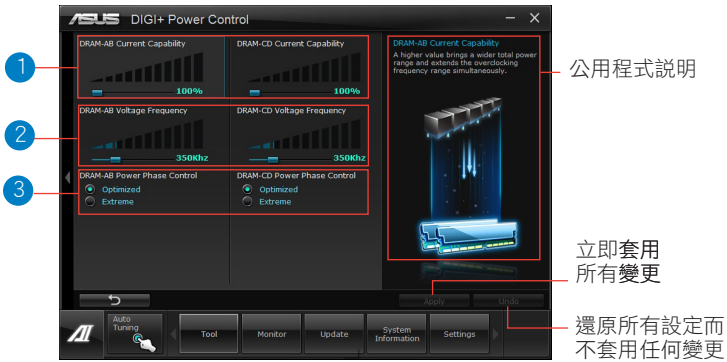 ASUS DIGI+ Power Control
1
DRAM-AB Current Capability
100%
DRAM-CD Current Capability
100%
2
DRAM-AB Voltage Frequency
350Khz
DRAM-CD Voltage Frequency
350Khz
3
DRAM-AB Power Phase Control
Optimized
Extreme
DRAM-CD Power Phase Control
Optimized
Extreme
DRAM-AB Current Capability
A higher value brings a wider total power
range and extends the overclocking
frequency range simultaneously.
公用程式説明
Apply
Undo
立即套用
所有變更
還原所有設定而
不套用任何變更
Auto
Tuning
Tool
Monitor
Update
System
Information
Settings